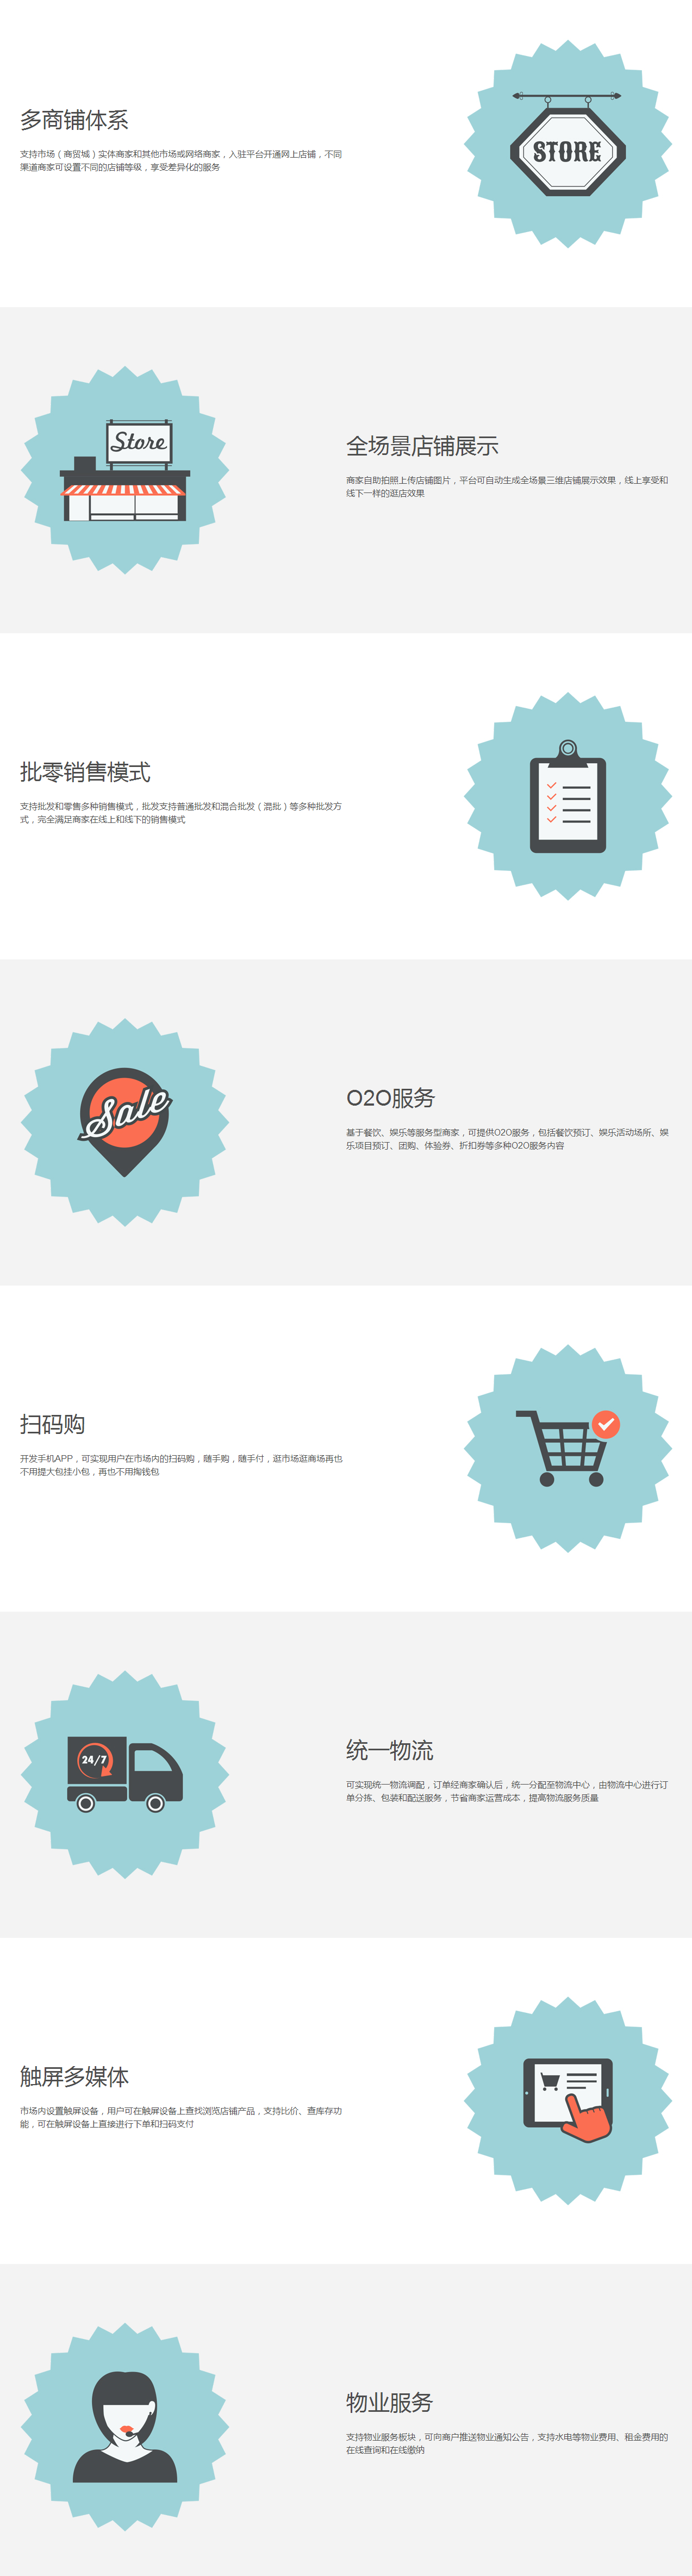 多商铺体系
支持市场（商贸城）实体商家和其他市场或网络商家，入驻平台开通网上店铺，不同
渠道商家可设置不同的店铺等级，享受差异化的服务
STORE
Store
全场景店铺展示
商家自助拍照上传店铺图片，平台可自动生成全场景三维店铺展示效果，线上享受和
线下一样的逛店效果
批零销售模式
支持批发和零售多种销售模式，批发支持普通批发和混合批发（混批）等多种批发方
式，完全满足商家在线上和线下的销售模式
Sale
O2O服务
基于餐饮、娱乐等服务型商家，可提供O2O服务，包括餐饮预订、娱乐活动场所、娱
乐项目预订、团购、体验券、折扣券等多种O2O服务内容
扫码购
开发手机APP，可实现用户在市场内的扫码购，随手购，随手付，逛市场逛商场再也
不用提大包挂小包，再也不用掏钱包
24/7
统一物流
可实现统一物流调配，订单经商家确认后，统一分配至物流中心，由物流中心进行订
单分拣、包装和配送服务，节省商家运营成本，提高物流服务质量
触屏多媒体
市场内设置触屏设备，用户可在触屏设备上查找浏览店铺产品，支持比价、查库存功
能，可在触屏设备上直接进行下单和扫码支付
物业服务
支持物业服务板块，可向商户推送物业通知公告，支持水电等物业费用、租金费用的
在线查询和在线缴纳